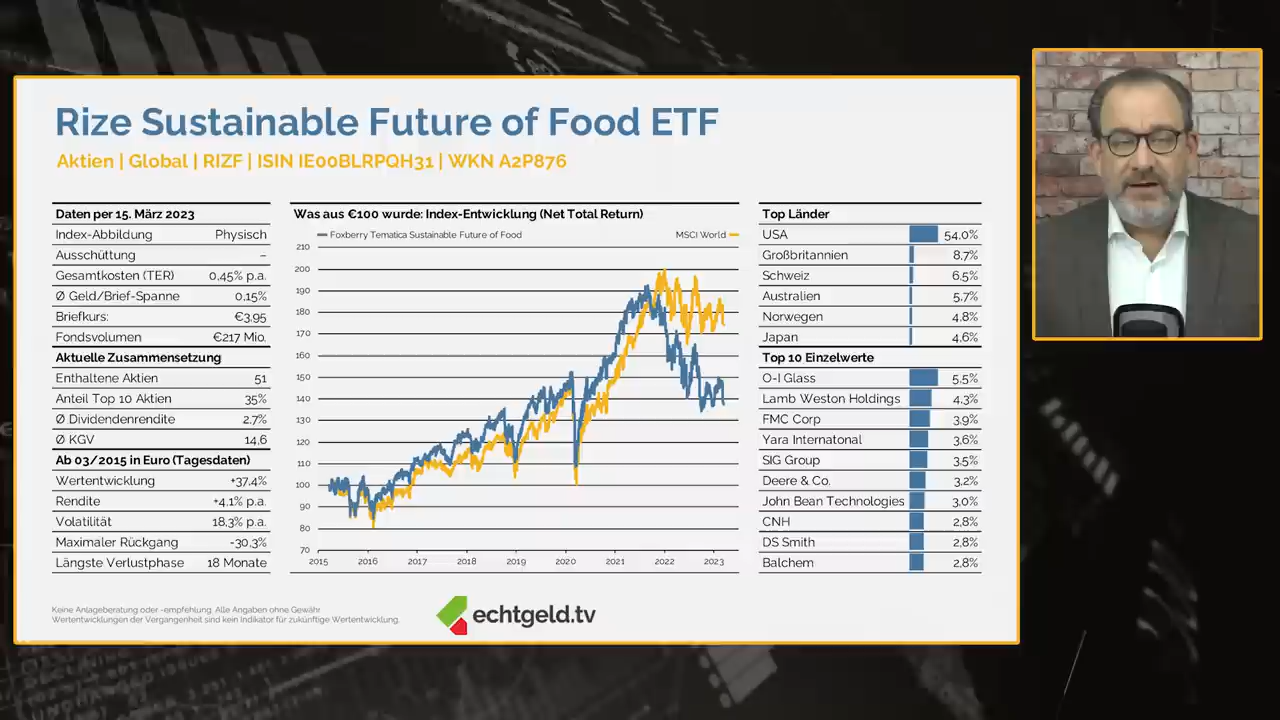 Rize Sustainable Future of Food ETF
Aktien | Global | RIZF | ISIN IE00BLRPQH31 | WKN A2P876
Daten per 15. März 2023
Index-Abbildung Physisch
Ausschüttung –
Gesamtkosten (TER) 0,45% p.a.
Ø Geld/Brief-Spanne 0,15%
Briefkurs: €3,95
Fondsvolumen €217 Mio.
Aktuelle Zusammensetzung
Enthaltene Aktien 51
Anteil Top 10 Aktien 35%
Ø Dividendenrendite 2,7%
Ø KGV 14,6
Ab 03/2015 in Euro (Tagesdaten)
Wertentwicklung +37,4%
Rendite +4,1% p.a.
Volatilität 18,3% p.a.
Maximaler Rückgang -30,3%
Längste Verlustphase 18 Monate
Was aus €100 wurde: Index-Entwicklung (Net Total Return)
Foxberry Tematica Sustainable Future of Food MSCI World
210
200
190
180
170
160
150
140
130
120
110
100
90
80
70
2015 2016 2017 2018 2019 2020 2021 2022 2023
Top Länder
USA 54,0%
Großbritannien 8,7%
Schweiz 6,5%
Australien 5,7%
Norwegen 4,8%
Japan 4,6%
Top 10 Einzelwerte
O-I Glass 5,5%
Lamb Weston Holdings 4,3%
FMC Corp 3,9%
Yara Internatonal 3,6%
SIG Group 3,5%
Deere & Co. 3,2%
John Bean Technologies 3,0%
CNH 2,8%
DS Smith 2,8%
Balchem 2,8%
Keine Anlageberatung oder -empfehlung. Alle Angaben ohne Gewähr
Wertentwicklungen der Vergangenheit sind kein Indikator für zukünftige Wertentwicklung.
echtgeld.tv